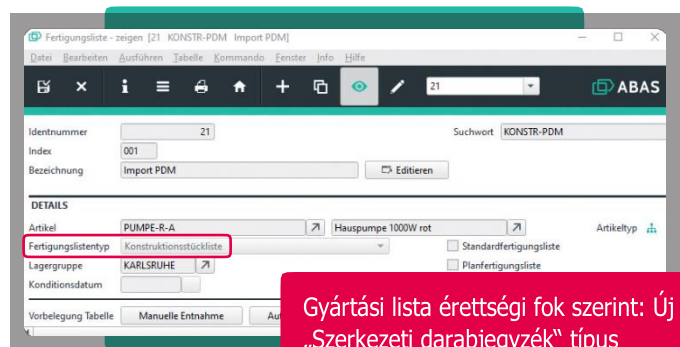 Fertigungsliste - zeigen [21 KONSTR-PDM Import PDM]
Datei Bearbeiten Ausführen Tabelle Kommando Fenster Info Hilfe
21 ABAS
Identnummer 21 Suchwort KONSTR-PDM
Index 001
Bezeichnung Import PDM Editieren
DETAILS
Artikel PUMPE-R-A Hauspumpe 1000W rot Artikeltyp
Fertigungslistentyp Konstruktionsstückliste Standardfertigungsliste
Lagergruppe KARLSRUHE Planfertigungsliste
Konditionsdatum
Vorbelegung Tabelle Manuelle Entnahme
Gyártási lista érettségi fok szerint: Új
„Szerkezeti darabjegyzék“ típus